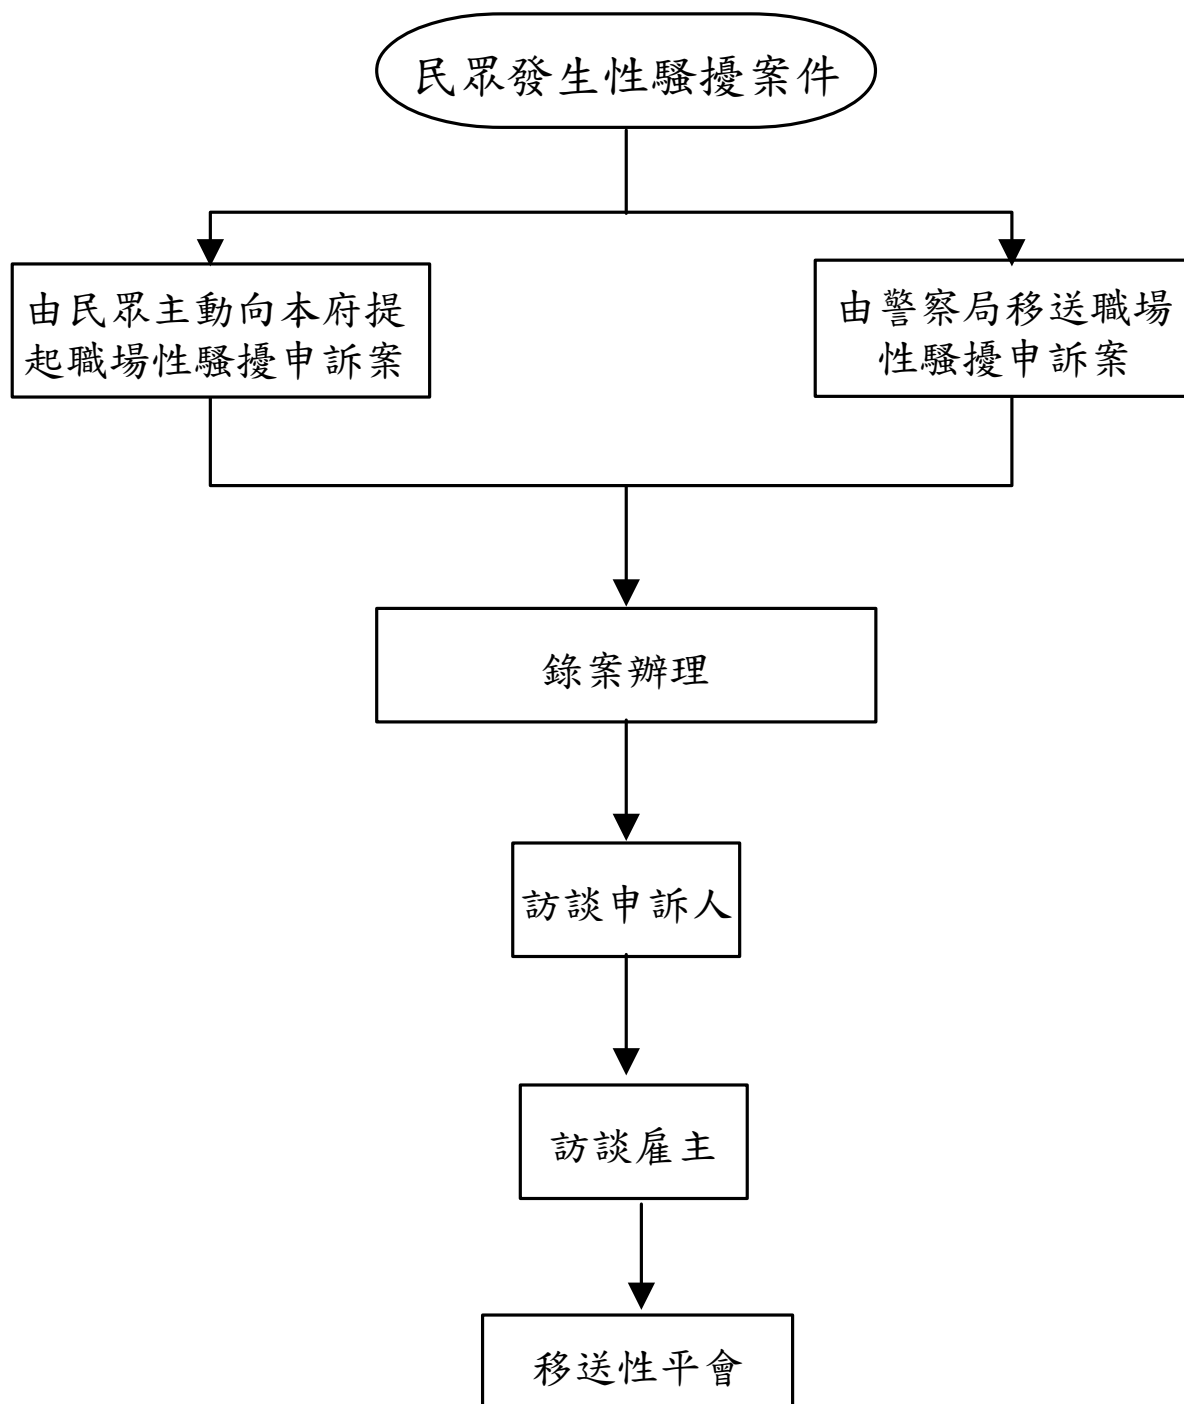 民眾發生性騷擾案件
由民眾主動向本府提
起職場性騷擾申訴案
由警察局移送職場
性騷擾申訴案
錄案辦理
訪談申訴人
訪談雇主
移送性平會